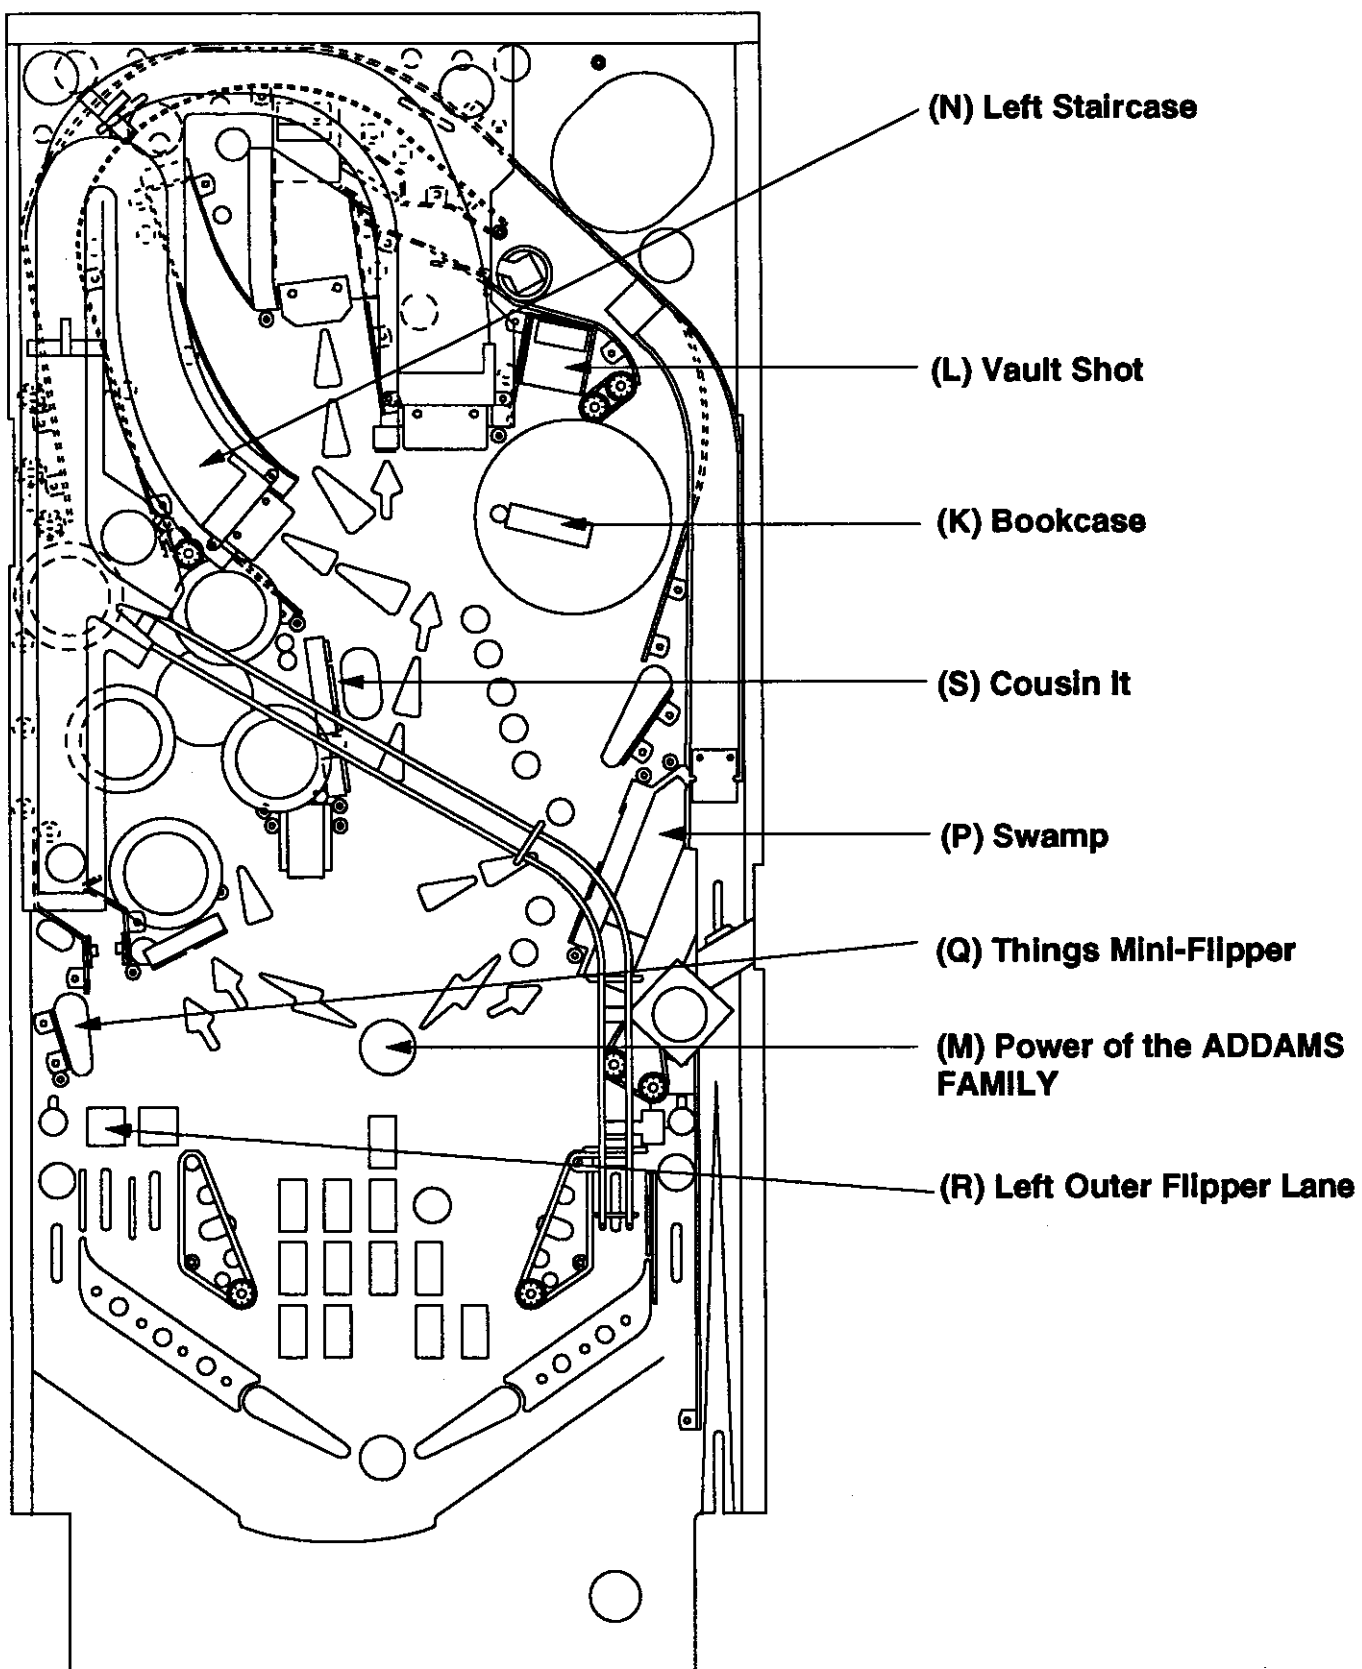 (N) Left Staircase
(L) Vault Shot
(K) Bookcase
(S) Cousin It
(P) Swamp
(Q) Things Mini-Flipper
(M) Power of the ADDAMS
FAMILY
(R) Left Outer Flipper Lane